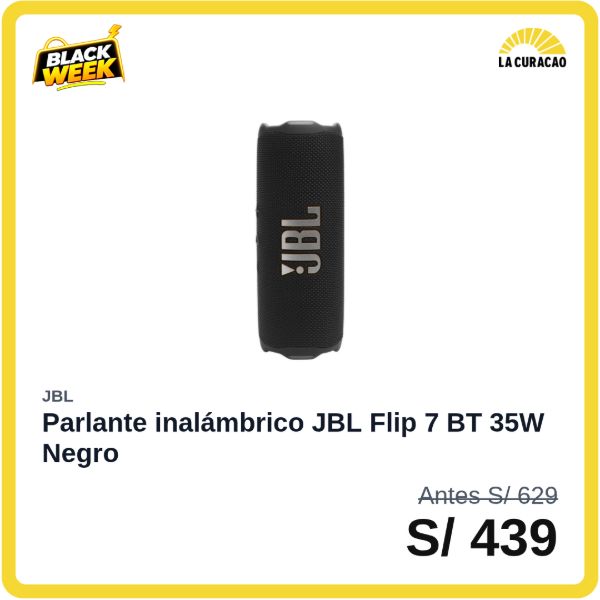 BLACK
WEEK
LA CURACAO
JBL
JBL
Parlante inalámbrico JBL Flip 7 BT 35W
Negro
Antes S/ 629
S/ 439